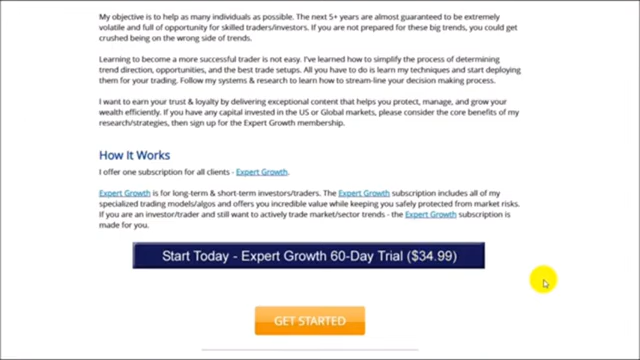 My objective is to help as many individuals as possible. The next 5+ years are almost guaranteed to be extremely
volatile and full of opportunity for skilled traders/investors. If you are not prepared for these big trends, you could get
crushed being on the wrong side of trends.
Learning to become a more successful trader is not easy. I've learned how to simplify the process of determining
trend direction, opportunities, and the best trade setups. All you have to do is learn my techniques and start deploying
them for your trading. Follow my systems & research to learn how to stream-line your decision making process.
I want to earn your trust & loyalty by delivering exceptional content that helps you protect, manage, and grow your
wealth efficiently. If you have any capital invested in the US or Global markets, please consider the core benefits of my
research/strategies, then sign up for the Expert Growth membership.
How It Works
I offer one subscription for all clients - Expert Growth.
Expert Growth is for long-term & short-term investors/traders. The Expert Growth subscription includes all of my
specialized trading models/algos and offers you incredible value while keeping you safely protected from market risks.
If you are an investor/trader and still want to actively trade market/sector trends - the Expert Growth subscription is
made for you.
Start Today - Expert Growth 60-Day Trial ($34.99)
GET STARTED